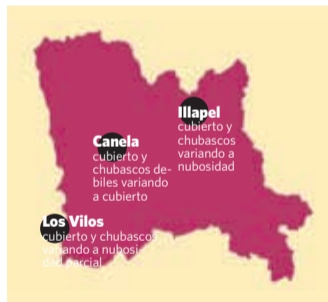 Illapel
cubierto y
chubascos
variando a
nubosidad
Canela
cubierto y
chubascos de-
biles variando
a cubierto
Los Vilos
cubierto y chubascos
variando a nubosi
dad parcial